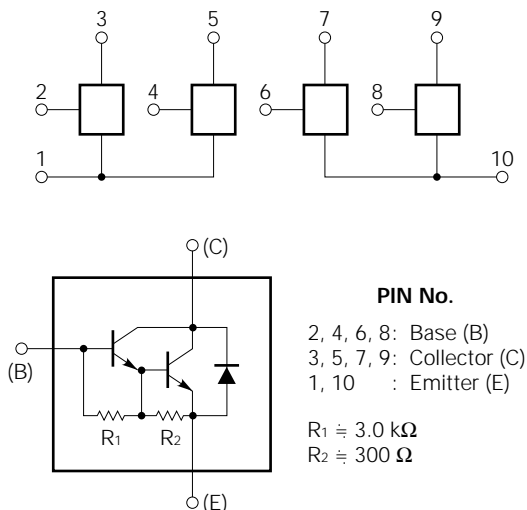 3 5 7 9
2 4 6 8
1 10
(C)
PIN No.
2, 4, 6, 8: Base (B)
(B)
3, 5, 7, 9: Collector (C)
1, 10 : Emitter (E)
R1 R2
R1 ≒ 3.0 kΩ
R2 ≒ 300 Ω
(E)